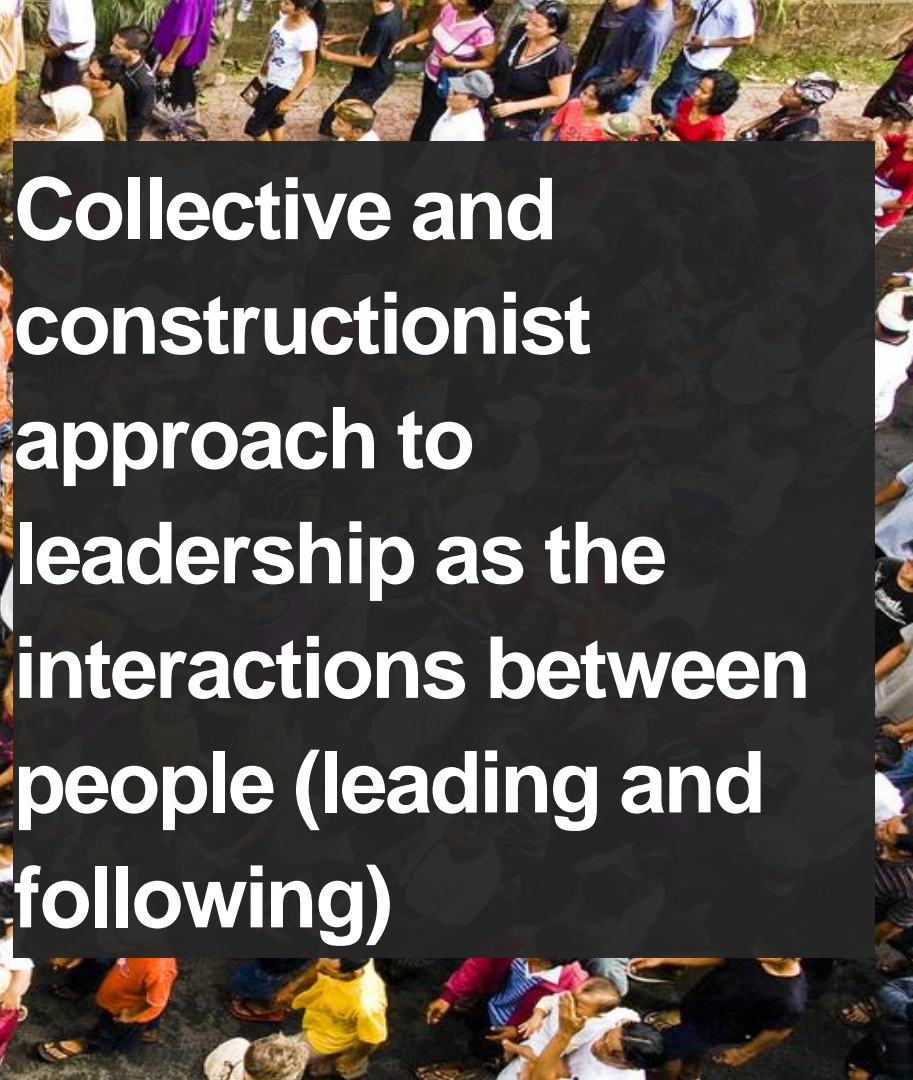 Collective and
constructionist
approach to
leadership as the
interactions between
people (leading and
following)